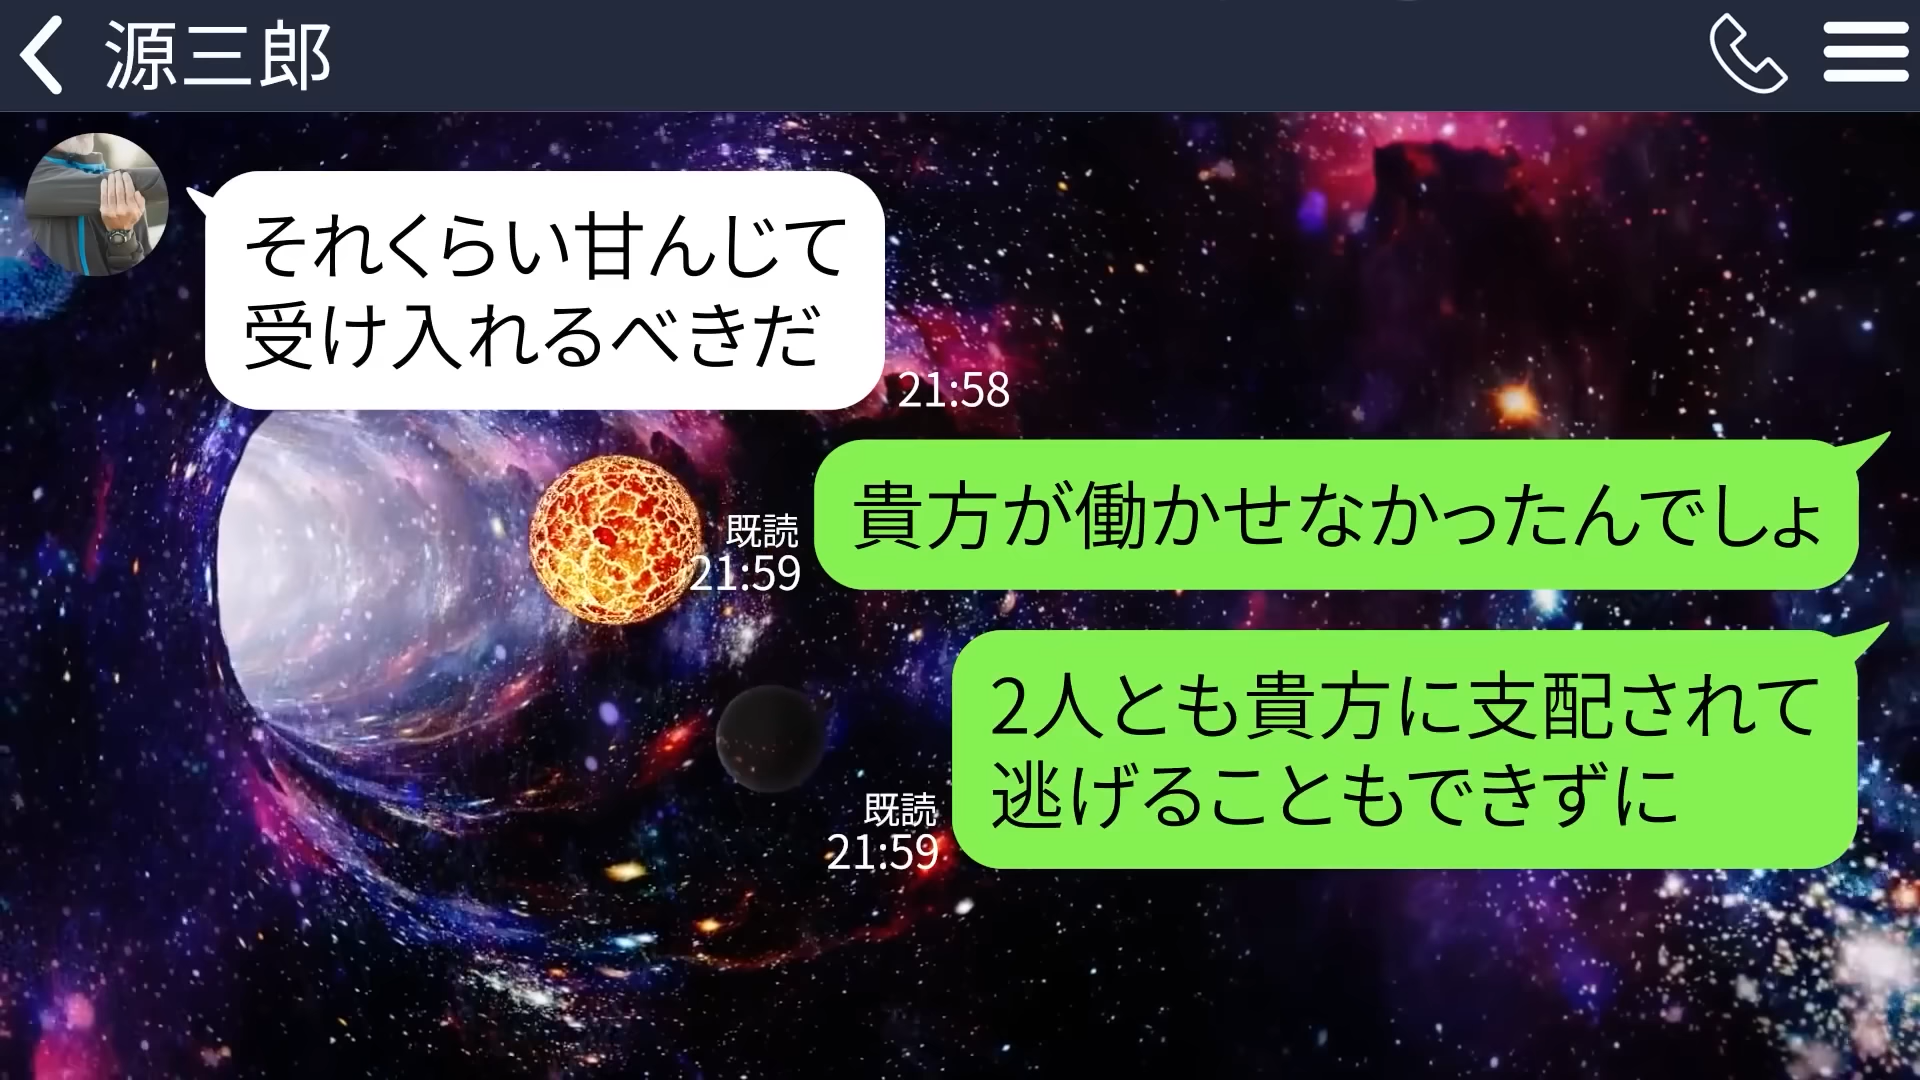 源三郎
それくらい甘んじて
受け入れるべきだ
21:58
貴方が働かせなかったんでしょ
既読
21:59
2人とも貴方に支配されて
逃げることもできずに
既読
21:59